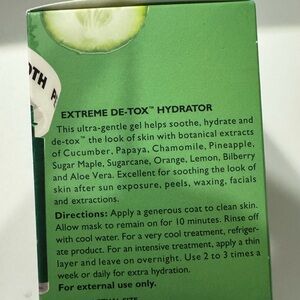 OTH
EXTREME DE-TOX™ HYDRATOR
This ultra-gentle gel helps soothe, hydrate and
de-tox™ the look of skin with botanical extracts
of Cucumber, Papaya, Chamomile, Pineapple,
Sugar Maple, Sugarcane, Orange, Lemon, Bilberry
and Aloe Vera. Excellent for soothing the look of
skin after sun exposure, peels, waxing, facials
and extractions.
Directions: Apply a generous coat to clean skin.
Allow mask to remain on for 10 minutes. Rinse off
with cool water. For a very cool treatment, refriger-
ate product. For an intensive treatment, apply a thin
layer and leave on overnight. Use 2 to 3 times a
week or daily for extra hydration.
For external use only.